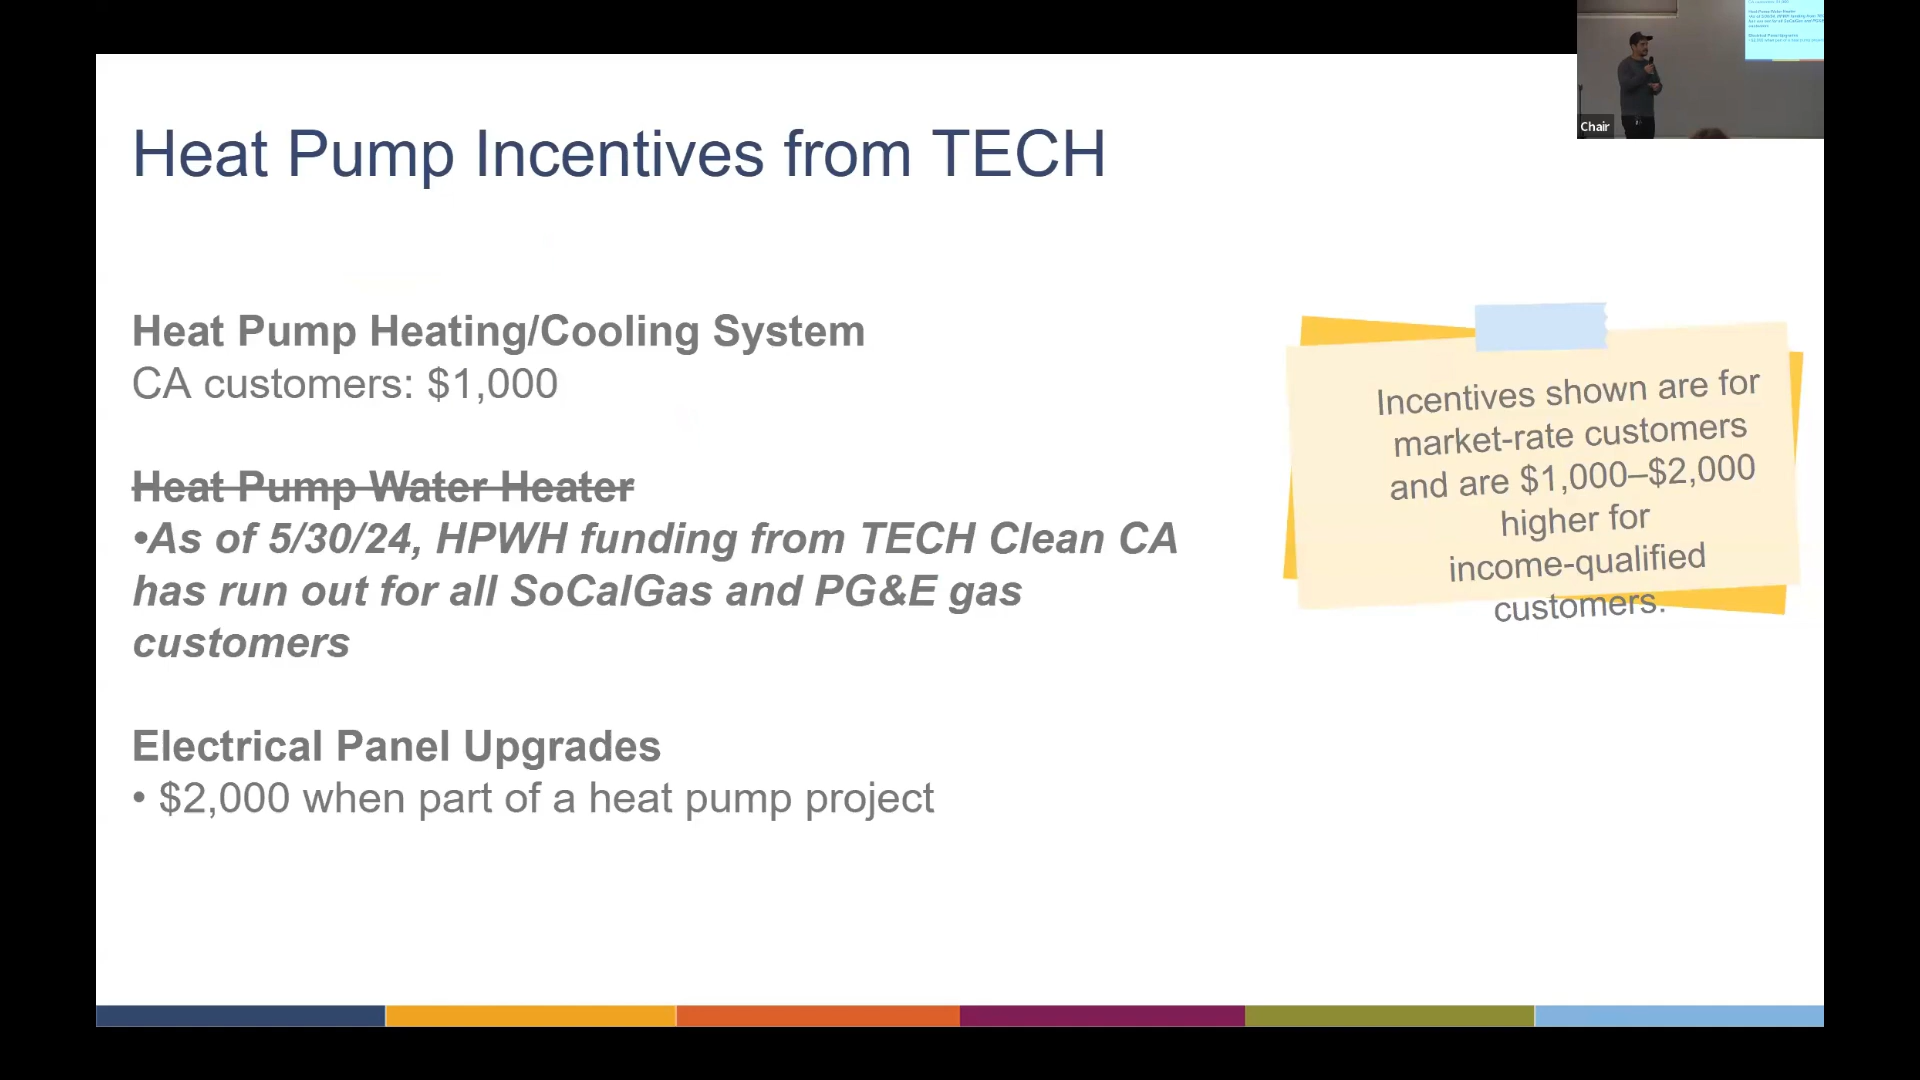 Heat Pump Incentives from TECH
Heat Pump Heating/Cooling System
CA customers: $1,000
Heat Pump Water Heater
•As of 5/30/24, HPWH funding from TECH Clean CA
has run out for all SoCalGas and PG&E gas
customers
Electrical Panel Upgrades
• $2,000 when part of a heat pump project
Incentives shown are for
market-rate customers
and are $1,000–$2,000
higher for
income-qualified
customers.
Chair